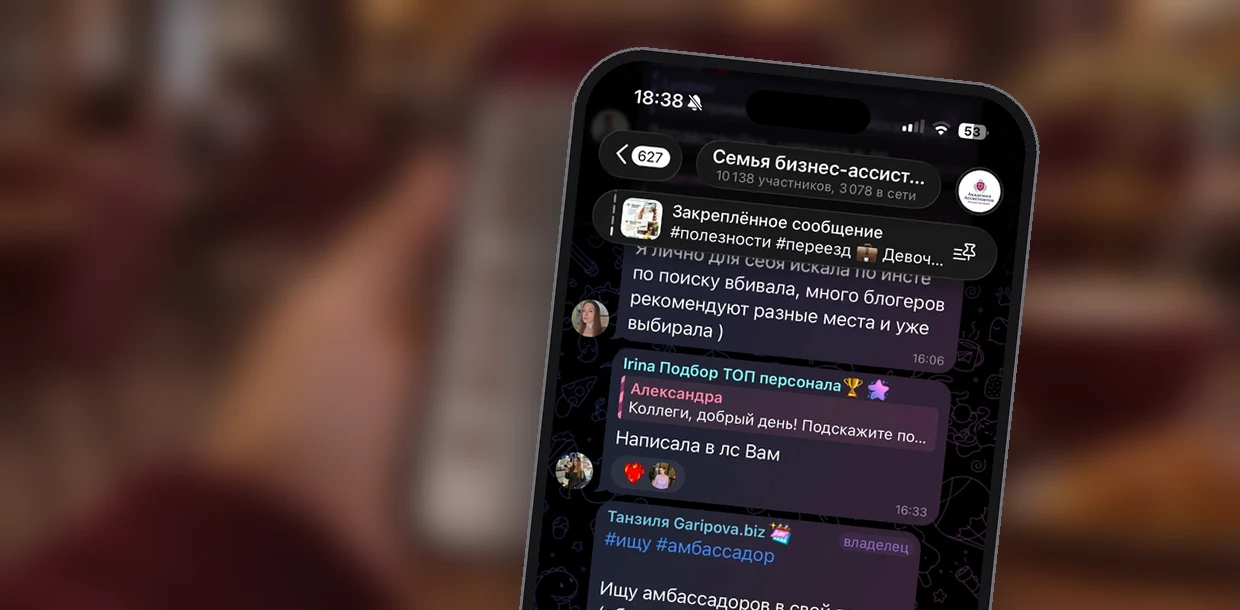 18:38
53
627
Семья бизнес-ассист...
10 138 участников, 3 078 в сети
Академия
Ассистентов
Закреплённое сообщение
#полезности #переезд 💼 Девоч...
Я лично для себя искала по инсте
по поиску вбивала, много блогеров
рекомендуют разные места и уже
выбирала )
16:06
Irina Подбор ТОП персонала🏆
Александра
Коллеги, добрый день! Подскажите по...
Написала в лс Вам
16:33
Танзиля Garipova.biz
владелец
#ищу #амбассадор
Ищу амбассадоров в свой